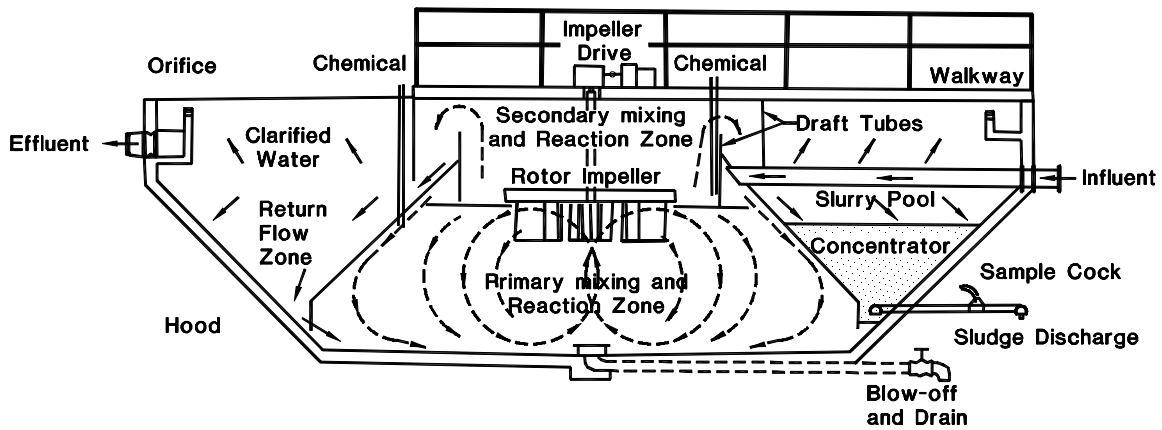 Impeller
Drive
Orifice
Chemical
Chemical
Walkway
Secondary mixing
and Reaction Zone
Draft Tubes
Effluent
Clarified
Water
Rotor Impeller
Influent
Slurry Pool
Return
Flow
Zone
Concentrator
Sample Cock
Primary mixing and
Reaction Zone
Hood
Sludge Discharge
Blow-off
and Drain